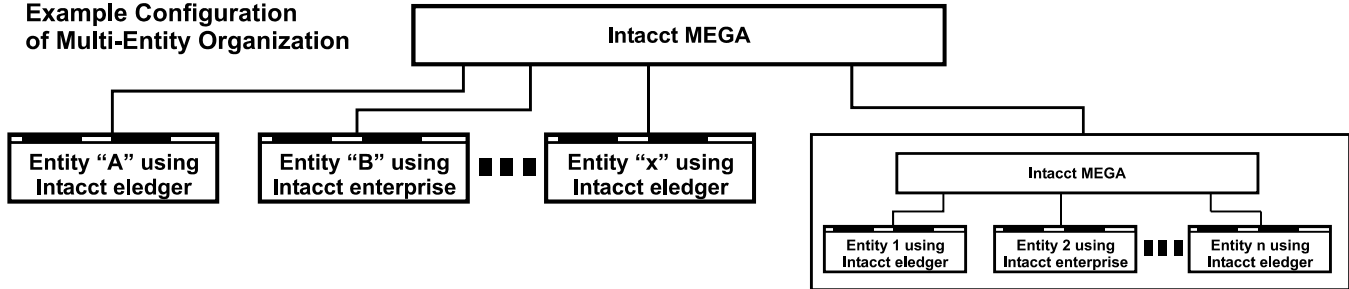 Example Configuration
of Multi-Entity Organization
Intacct MEGA
Entity “A” using
Intacct eledger
Entity “B” using
Intacct enterprise
Entity “x” using
Intacct eledger
Intacct MEGA
Entity 1 using
Intacct eledger
Entity 2 using
Intacct enterprise
Entity n using
Intacct eledger